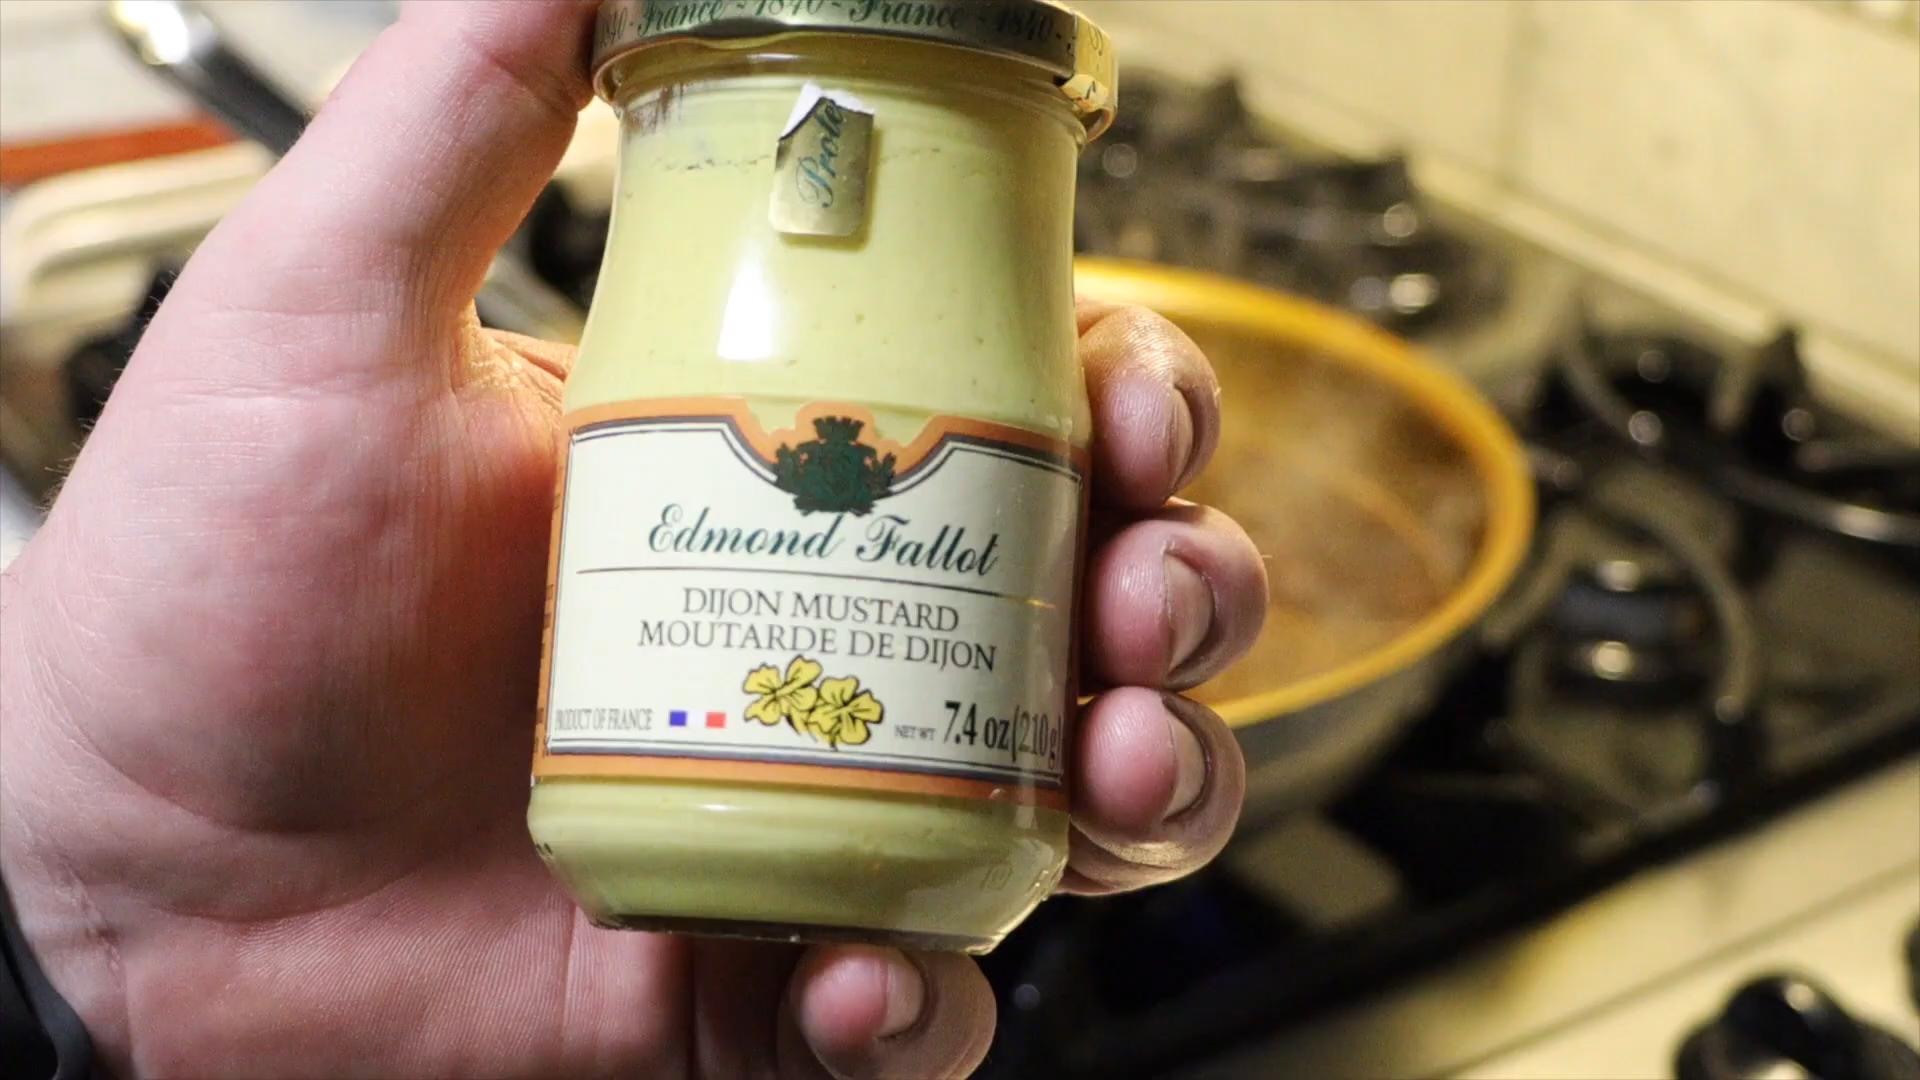 1840 - France - 1840 - France - 1840 -
Edmond Fallot
DIJON MUSTARD
MOUTARDE DE DIJON
PRODUCT OF FRANCE
NET WT 7.4 oz (210g)